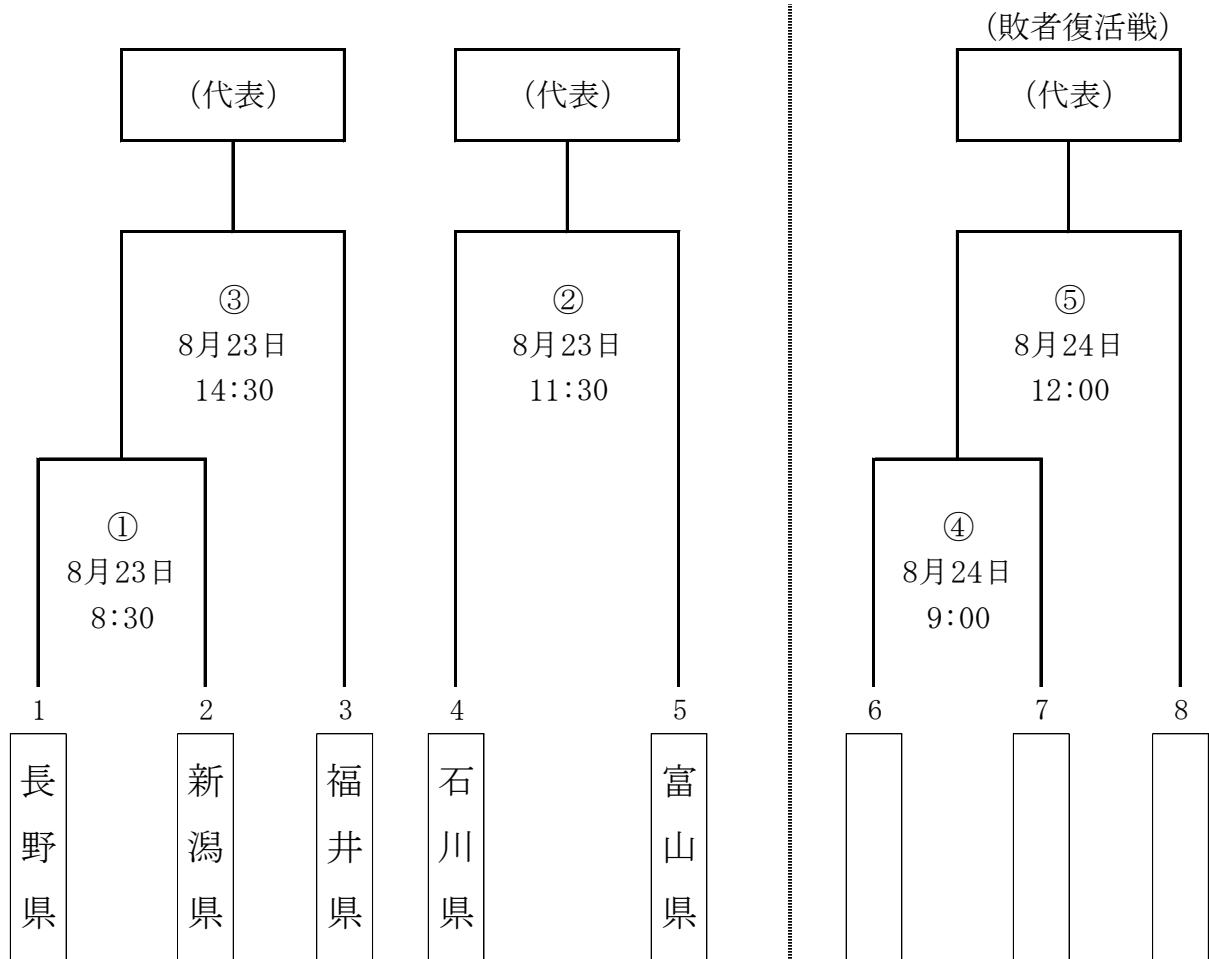 (敗者復活戦)
(代表)
(代表)
(代表)
③
8月23日
14:30
②
8月23日
11:30
⑤
8月24日
12:00
①
8月23日
8:30
④
8月24日
9:00
1
2
3
4
5
6
7
8
長野県
新潟県
福井県
石川県
富山県